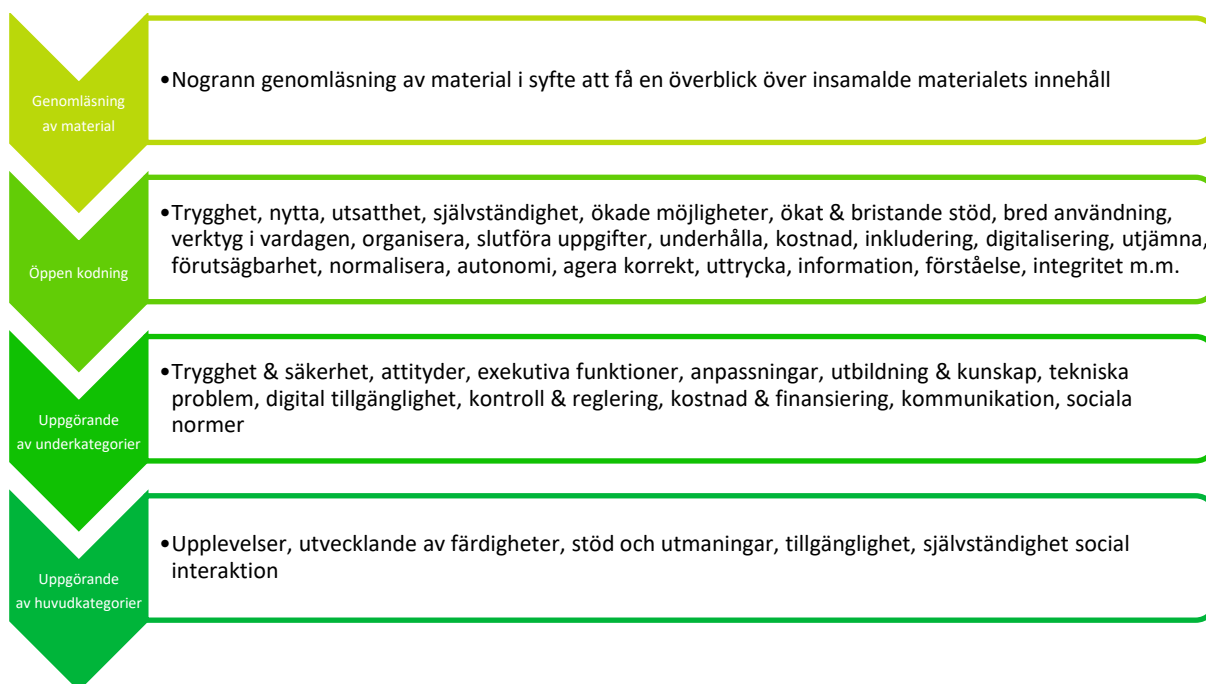 Genomläsning
av material
•Nogrann genomläsning av material i syfte att få en överblick över insamalde materialets innehåll
Öppen kodning
•Trygghet, nytta, utsatthet, självständighet, ökade möjligheter, ökat & bristande stöd, bred användning,
verktyg i vardagen, organisera, slutföra uppgifter, underhålla, kostnad, inkludering, digitalisering, utjämna,
förutsägbarhet, normalisera, autonomi, agera korrekt, uttrycka, information, förståelse, integritet m.m.
Uppgörande
av underkategorier
•Trygghet & säkerhet, attityder, exekutiva funktioner, anpassningar, utbildning & kunskap, tekniska
problem, digital tillgänglighet, kontroll & reglering, kostnad & finansiering, kommunikation, sociala
normer
Uppgörande
av huvudkategorier
•Upplevelser, utvecklande av färdigheter, stöd och utmaningar, tillgänglighet, självständighet social
interaktion